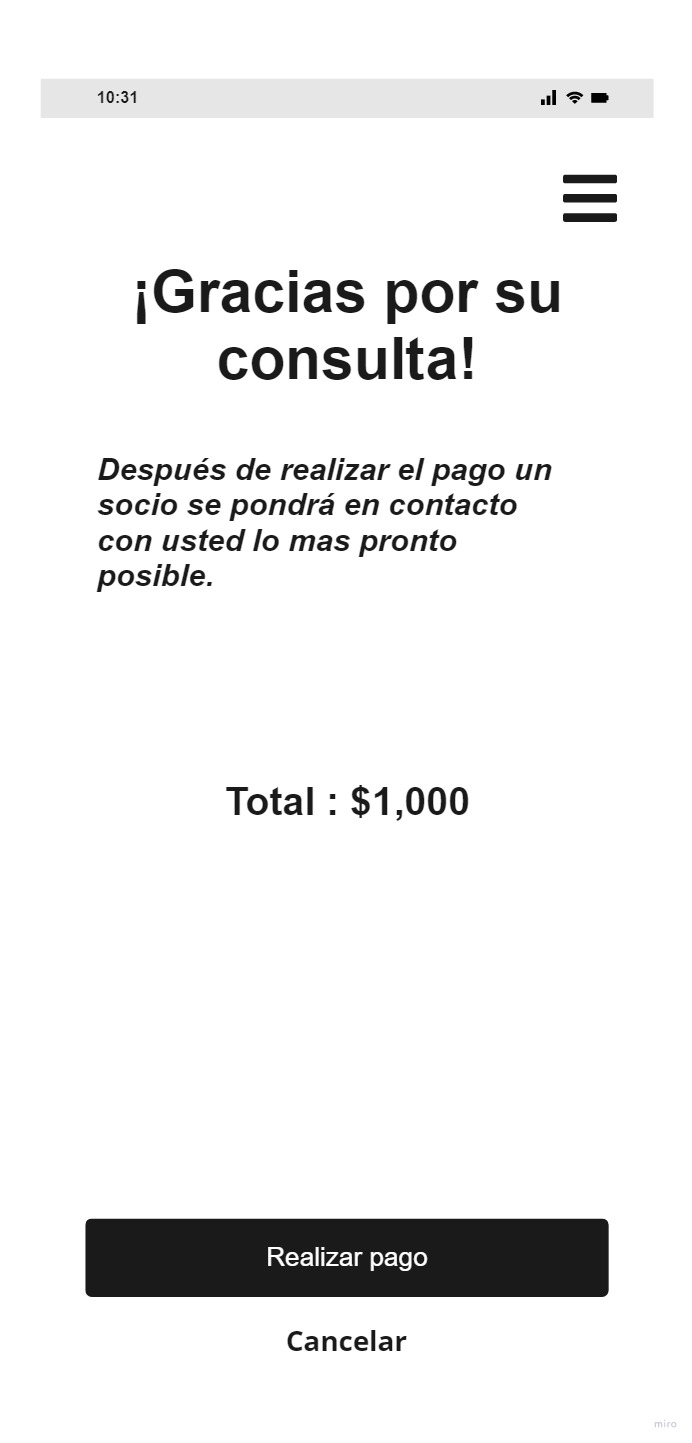 10:31
¡Gracias por su
consulta!
Después de realizar el pago un
socio se pondrá en contacto
con usted lo mas pronto
posible.
Total : $1,000
Realizar pago
Cancelar
miro